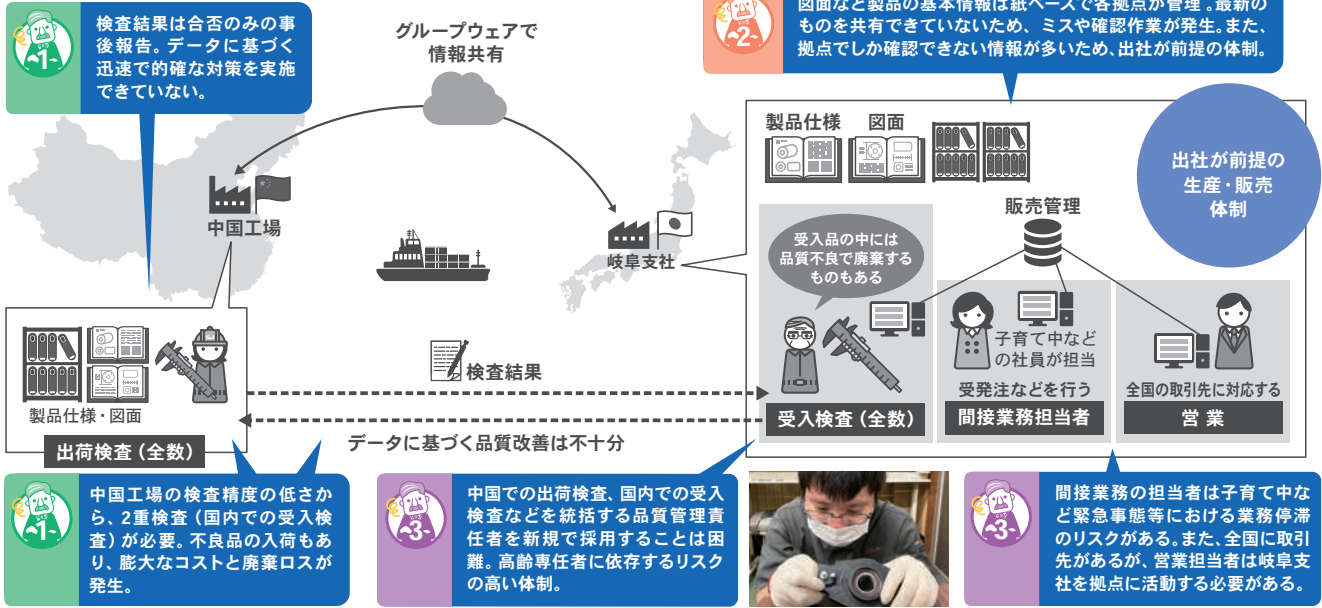 ~1~
検査結果は合否のみの事
後報告。データに基づく
迅速で的確な対策を実施
できていない。
グループウェアで
情報共有
~2~
図面など製品の基本情報は紙ベースで各拠点が管理。最新の
ものを共有できていないため、ミスや確認作業が発生。また、
拠点でしか確認できない情報が多いため、出社が前提の体制。
中国工場
岐阜支社
製品仕様
図面
出社が前提の
生産・販売
体制
販売管理
受入品の中には
品質不良で廃棄する
ものもある
子育て中など
の社員が担当
受発注などを行う
全国の取引先に対応する
受入検査(全数)
間接業務担当者
営業
製品仕様・図面
出荷検査(全数)
検査結果
データに基づく品質改善は不十分
~1~
中国工場の検査精度の低さか
ら、2重検査(国内での受入検
査)が必要。不良品の入荷もあ
り、膨大なコストと廃棄ロスが
発生。
~3~
中国での出荷検査、国内での受入
検査などを統括する品質管理責
任者を新規で採用することは困
難。高齢専任者に依存するリスク
の高い体制。
~3~
間接業務の担当者は子育て中な
ど緊急事態等における業務停滞
のリスクがある。また、全国に取引
先があるが、営業担当者は岐阜支
社を拠点に活動する必要がある。